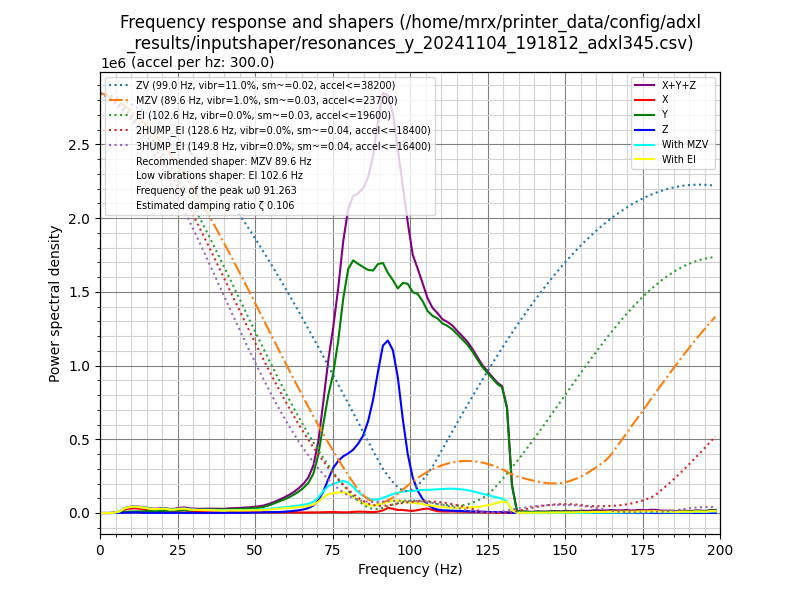 Frequency response and shapers (/home/mrx/printer_data/config/adxl
_results/inputshaper/resonances_y_20241104_191812_adxl345.csv)
1e6 (accel per hz: 300.0)
ZV (99.0 Hz, vibr=11.0%, sm~=0.02, accel<=38200)
MZV (89.6 Hz, vibr=1.0%, sm~=0.03, accel<=23700)
EI (102.6 Hz, vibr=0.0%, sm~=0.03, accel<=19600)
2HUMP_EI (128.6 Hz, vibr=0.0%, sm~=0.04, accel<=18400)
3HUMP_EI (149.8 Hz, vibr=0.0%, sm~=0.04, accel<=16400)
Recommended shaper: MZV 89.6 Hz
Low vibrations shaper: EI 102.6 Hz
Frequency of the peak ω0 91.263
Estimated damping ratio ζ 0.106
X+Y+Z
X
Y
Z
With MZV
With EI
Power spectral density
2.5
2.0
1.5
1.0
0.5
0.0
0 25 50 75 100 125 150 175 200
Frequency (Hz)